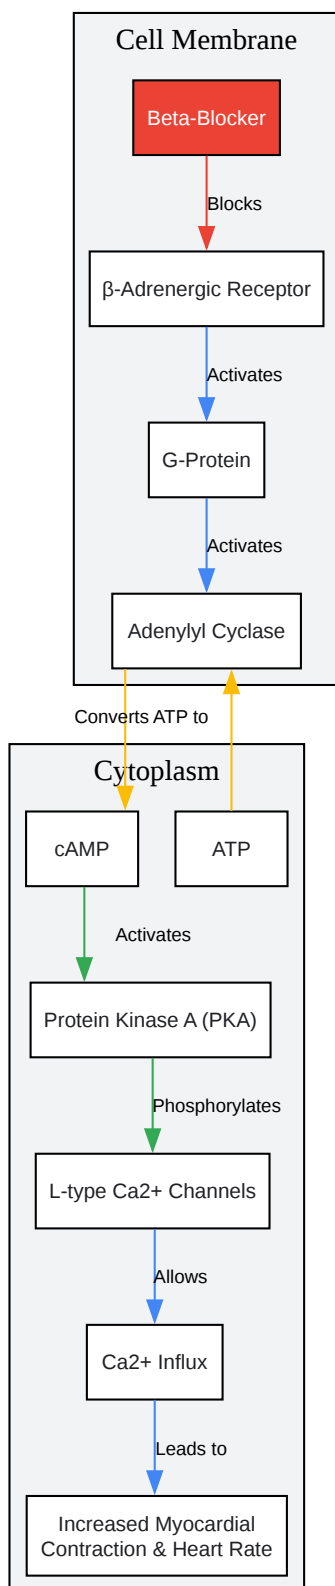 Cell Membrane
Beta-Blocker
Blocks
β-Adrenergic Receptor
Activates
G-Protein
Activates
Adenylyl Cyclase
Converts ATP to
Cytoplasm
cAMP
ATP
Activates
Protein Kinase A (PKA)
Phosphorylates
L-type Ca2+ Channels
Allows
Ca2+ Influx
Leads to
Increased Myocardial
Contraction & Heart Rate